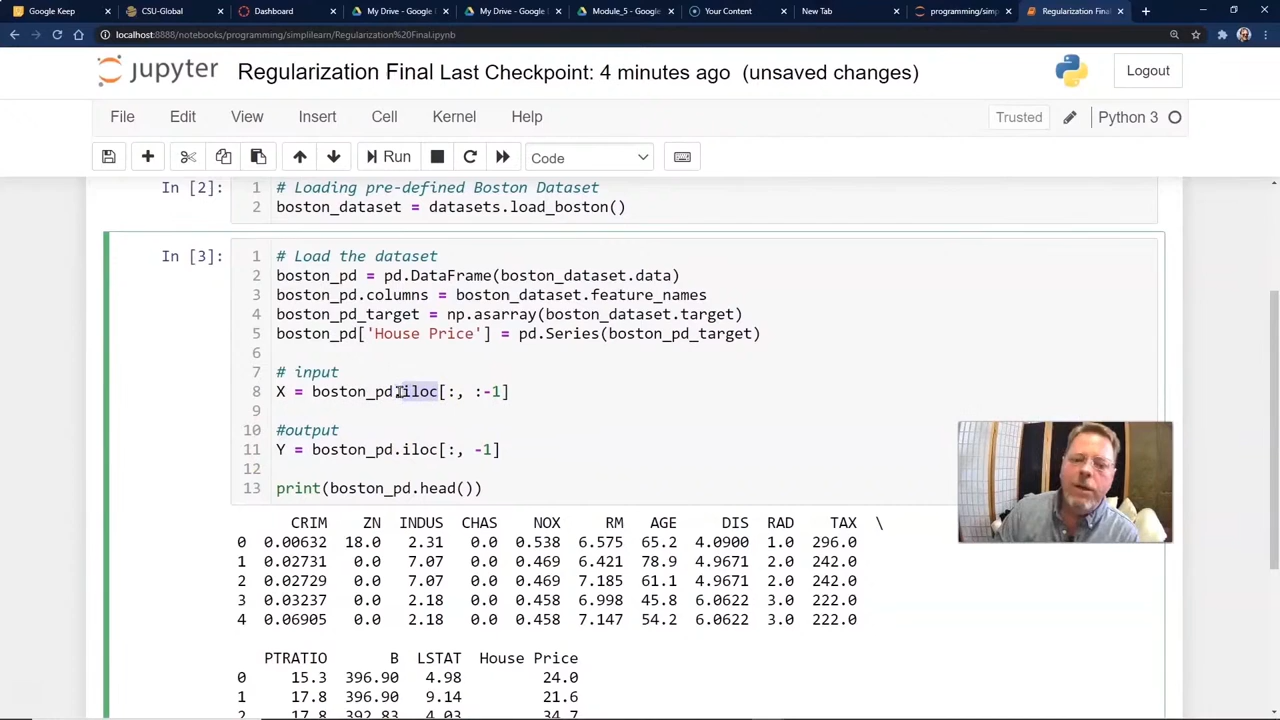 Google Keep
CSU-Global
Dashboard
My Drive - Google
My Drive - Googl
Module_5 - Google
Your Content
New Tab
programming/simp
Regularization Final
localhost:8888/notebooks/programming/simplilearn/Regularization%20Final.ipynb
jupyter
Regularization Final Last Checkpoint: 4 minutes ago (unsaved changes)
Logout
File Edit View Insert Cell Kernel Help
Trusted
Python 3
Run
Code
In [2]:
1 # Loading pre-defined Boston Dataset
2 boston_dataset = datasets.load_boston()
In [3]:
1 # Load the dataset
2 boston_pd = pd.DataFrame(boston_dataset.data)
3 boston_pd.columns = boston_dataset.feature_names
4 boston_pd_target = np.asarray(boston_dataset.target)
5 boston_pd['House Price'] = pd.Series(boston_pd_target)
6
7 # input
8 X = boston_pd.iloc[:, :-1]
9
10 #output
11 Y = boston_pd.iloc[:, -1]
12
13 print(boston_pd.head())
CRIM ZN INDUS CHAS NOX RM AGE DIS RAD TAX \
0 0.00632 18.0 2.31 0.0 0.538 6.575 65.2 4.0900 1.0 296.0
1 0.02731 0.0 7.07 0.0 0.469 6.421 78.9 4.9671 2.0 242.0
2 0.02729 0.0 7.07 0.0 0.469 7.185 61.1 4.9671 2.0 242.0
3 0.03237 0.0 2.18 0.0 0.458 6.998 45.8 6.0622 3.0 222.0
4 0.06905 0.0 2.18 0.0 0.458 7.147 54.2 6.0622 3.0 222.0
PTRATIO B LSTAT House Price
0 15.3 396.90 4.98 24.0
1 17.8 396.90 9.14 21.6
2 17.8 392.83 4.03 34.7